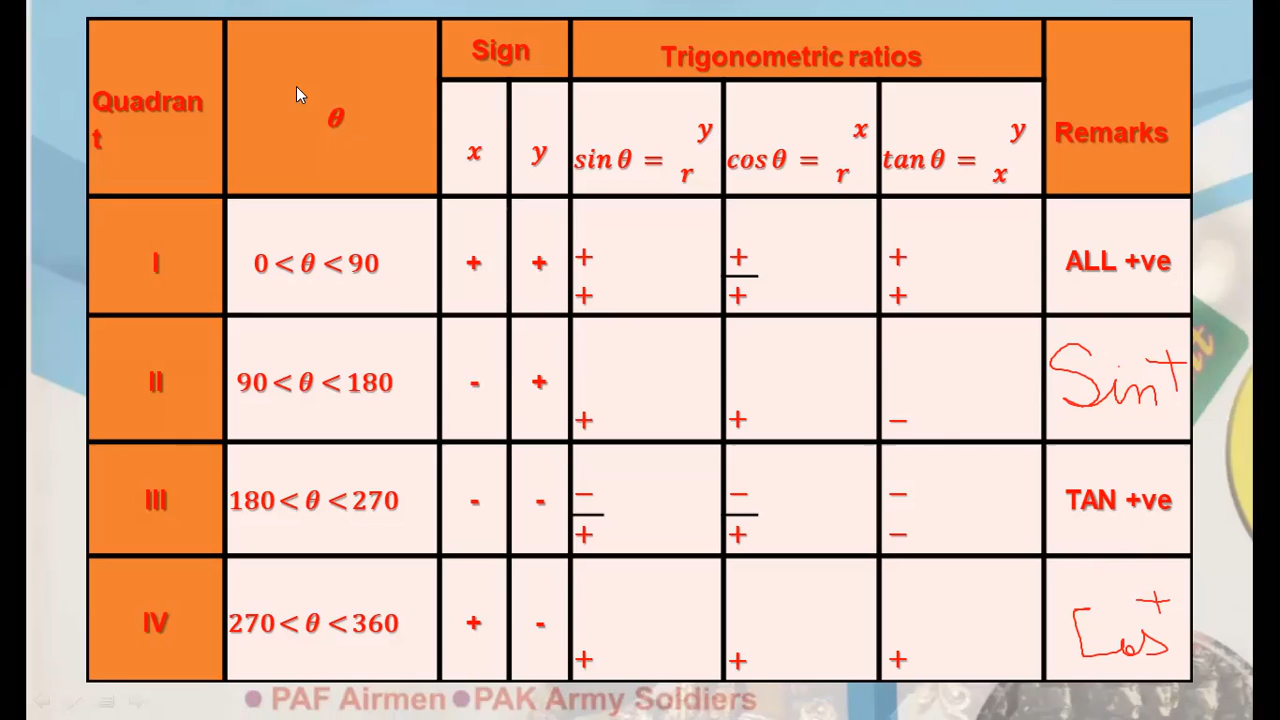 Quadran
t
θ
Sign
x
y
Trigonometric ratios
sin θ = y
r
cos θ = x
r
tan θ = y
x
Remarks
I
0 < θ < 90
+
+
+
+
+
+
+
+
ALL +ve
II
90 < θ < 180
-
+
+
+
−
Sin +
III
180 < θ < 270
-
-
−
+
−
+
−
−
TAN +ve
IV
270 < θ < 360
+
-
+
+
+
Cos +
● PAF Airmen ● PAK Army Soldiers